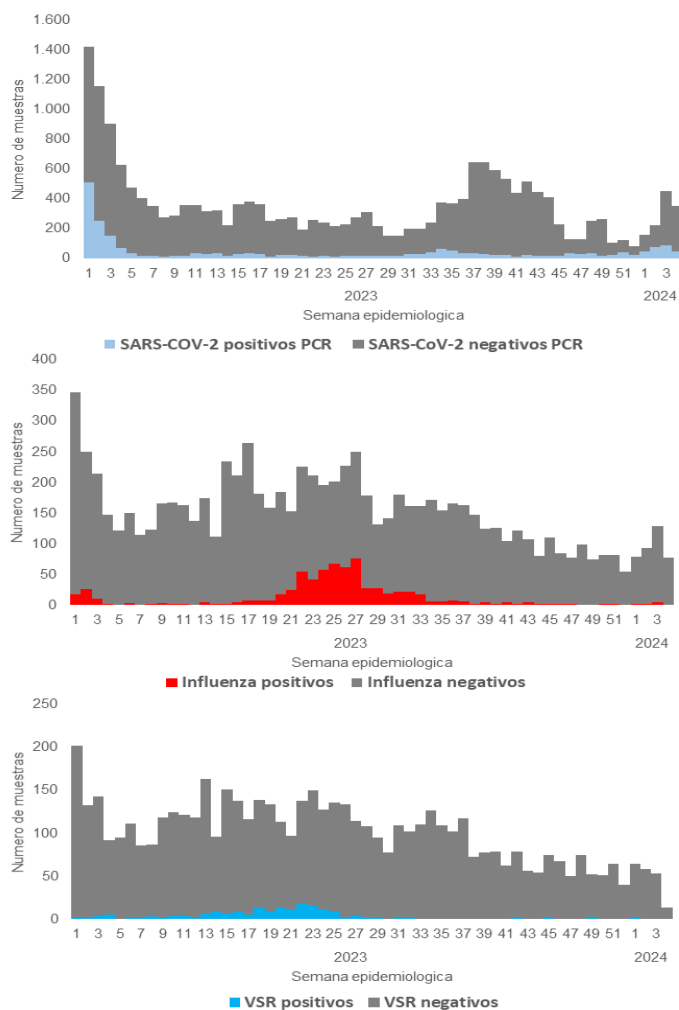 1.600
1.400
1.200
1.000
800
600
400
200
0
Numero de muestras
1 3 5 7 9 11 13 15 17 19 21 23 25 27 29 31 33 35 37 39 41 43 45 47 49 51 1 3
2023 2024
Semana epidemiologica
SARS-COV-2 positivos PCR SARS-CoV-2 negativos PCR
400
350
300
250
200
150
100
50
0
Numero de muestras
1 3 5 7 9 11 13 15 17 19 21 23 25 27 29 31 33 35 37 39 41 43 45 47 49 51 1 3
2023 2024
Semana epidemiologica
Influenza positivos Influenza negativos
250
200
150
100
50
0
Numero de muestras
1 3 5 7 9 11 13 15 17 19 21 23 25 27 29 31 33 35 37 39 41 43 45 47 49 51 1 3
2023 2024
Semana epidemiologica
VSR positivos VSR negativos